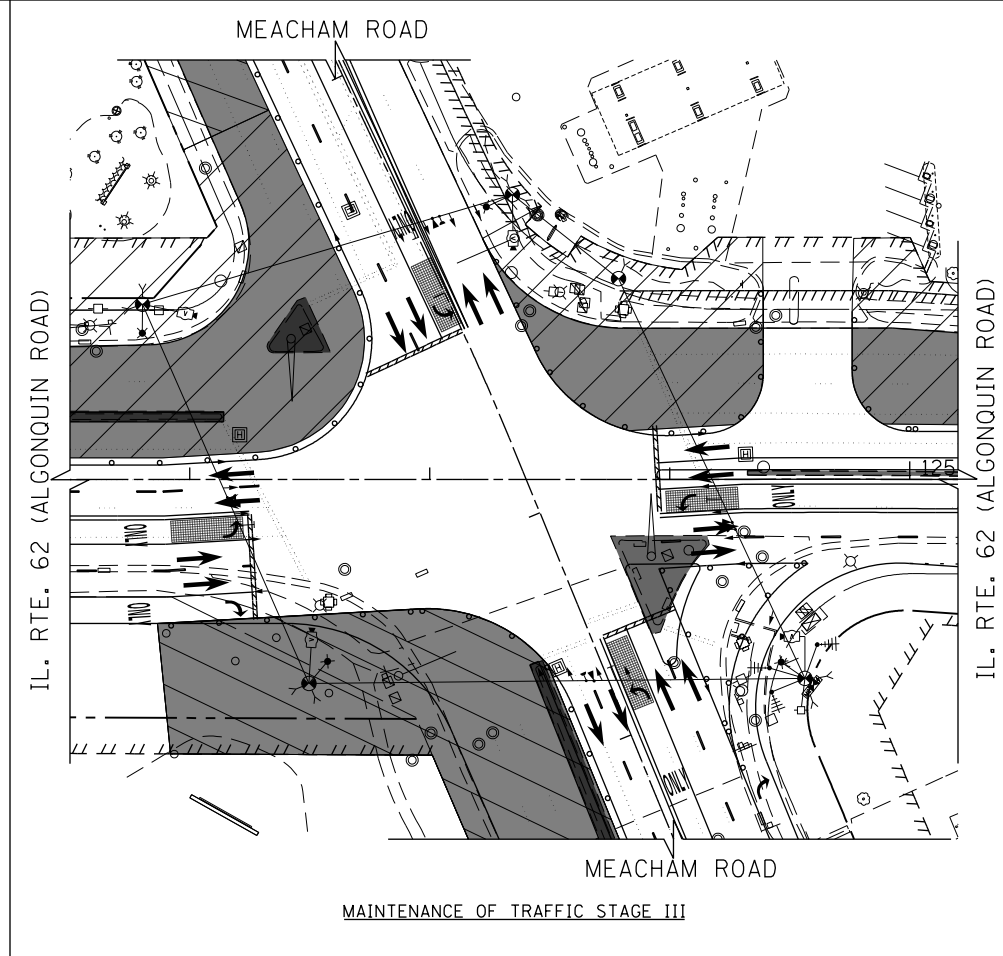 MEACHAM ROAD
IL. RTE. 62 (ALGONQUIN ROAD)
IL. RTE. 62 (ALGONQUIN ROAD)
H
H
H
125
ONLY
ONLY
ONLY
H
V
ONLY
MEACHAM ROAD
MAINTENANCE OF TRAFFIC STAGE III